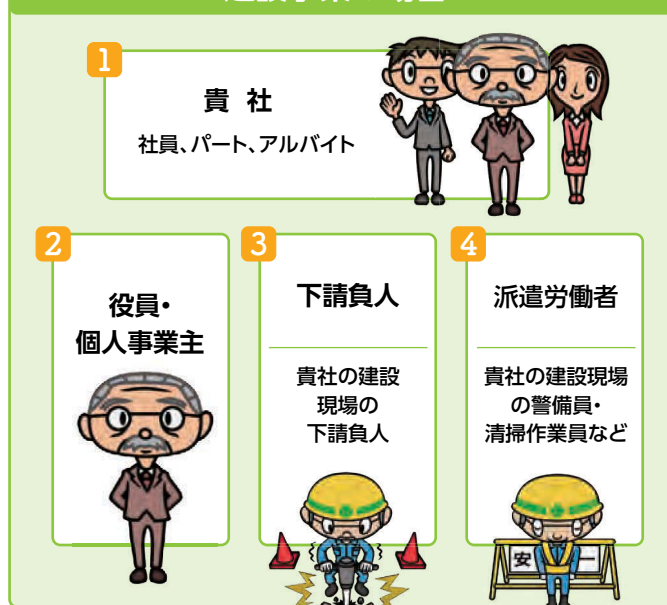 1
貴 社
社員、パート、アルバイト
2
役員・
個人事業主
3
下請負人
貴社の建設
現場の
下請負人
4
派遣労働者
貴社の建設現場
の警備員・
清掃作業員など
安 一